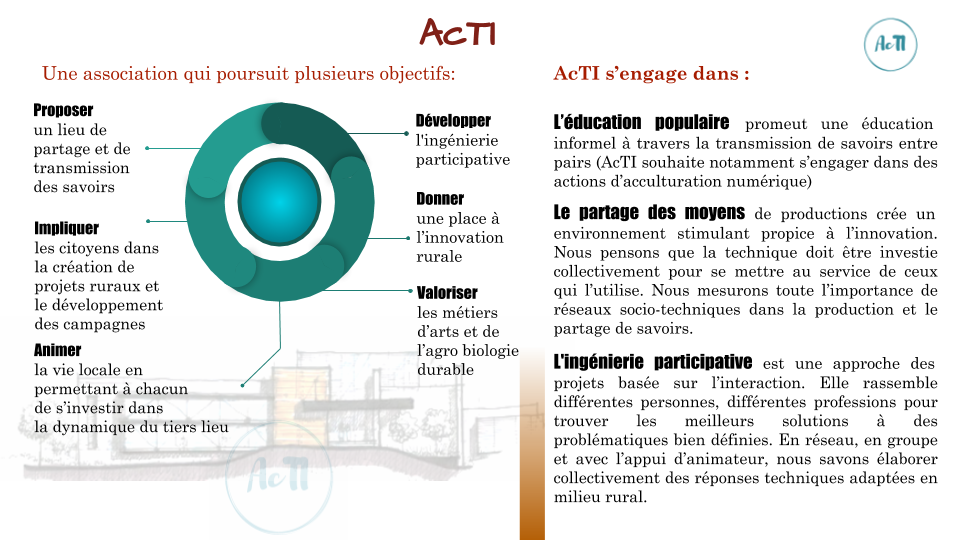 AcTI
AcTI
Une association qui poursuit plusieurs objectifs:
Proposer
un lieu de
partage et de
transmission
des savoirs
Impliquer
les citoyens dans
la création de
projets ruraux et
le développement
des campagnes
Animer
la vie locale en
permettant à chacun
de s'investir dans
la dynamique du tiers lieu
Développer
l'ingénierie
participative
Donner
une place à
l'innovation
rurale
Valoriser
les métiers
d'arts et de
l'agro biologie
durable
AcTI
AcTI s'engage dans :
L'éducation populaire promeut une éducation
informel à travers la transmission de savoirs entre
pairs (AcTI souhaite notamment s'engager dans des
actions d'acculturation numérique)
Le partage des moyens de productions crée un
environnement stimulant propice à l'innovation.
Nous pensons que la technique doit être investie
collectivement pour se mettre au service de ceux
qui l'utilise. Nous mesurons toute l'importance de
réseaux socio-techniques dans la production et le
partage de savoirs.
L'ingénierie participative est une approche des
projets basée sur l'interaction. Elle rassemble
différentes personnes, différentes professions pour
trouver les meilleurs solutions à des
problématiques bien définies. En réseau, en groupe
et avec l'appui d'animateur, nous savons élaborer
collectivement des réponses techniques adaptées en
milieu rural.